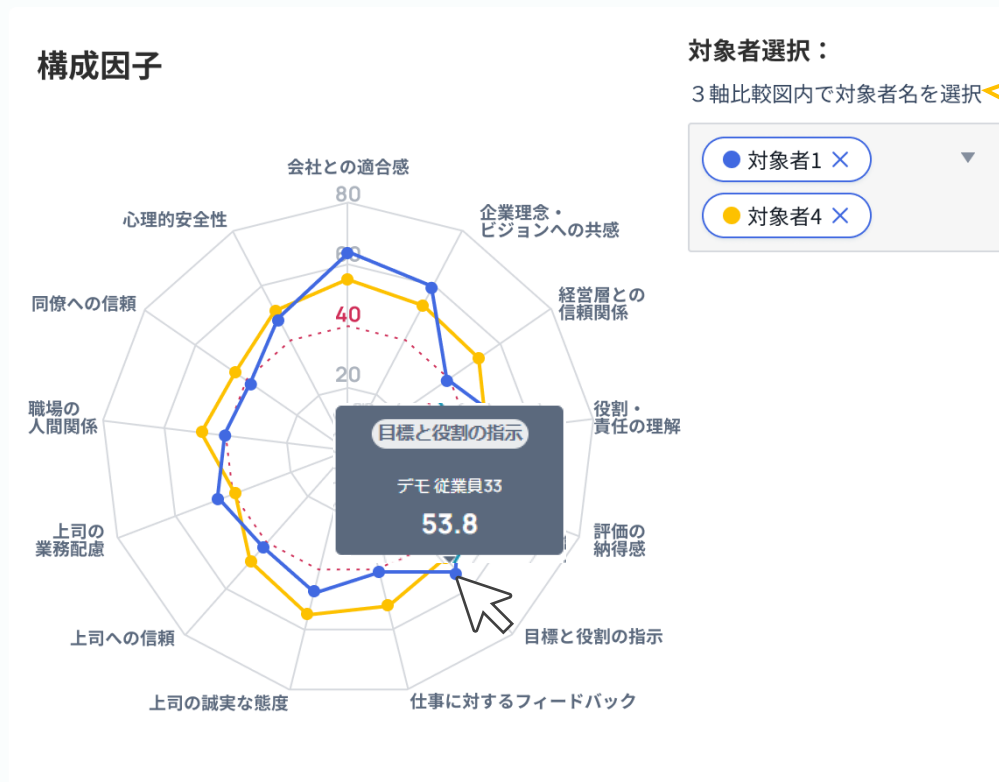 構成因子
対象者選択：
３軸比較図内で対象者名を選択
対象者1
対象者4
会社との適合感
80
心理的安全性
企業理念・
ビジョンへの共感
60
経営層との
信頼関係
同僚への信頼
40
20
職場の
人間関係
役割・
責任の理解
目標と役割の指示
デモ 従業員33
53.8
上司の
業務配慮
評価の
納得感
上司への信頼
目標と役割の指示
上司の誠実な態度
仕事に対するフィードバック